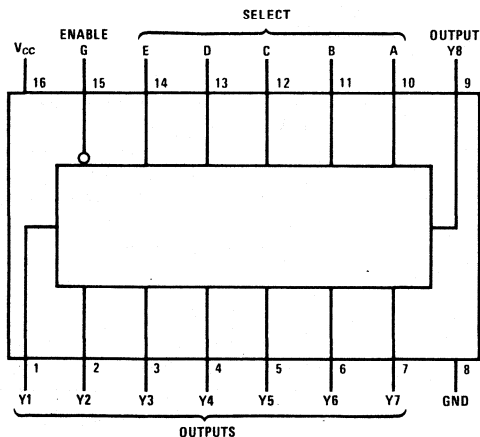 SELECT
ENABLE OUTPUT
VCC G E D C B A Y8
16 15 14 13 12 11 10 9
1 2 3 4 5 6 7 8
Y1 Y2 Y3 Y4 Y5 Y6 Y7 GND
OUTPUTS